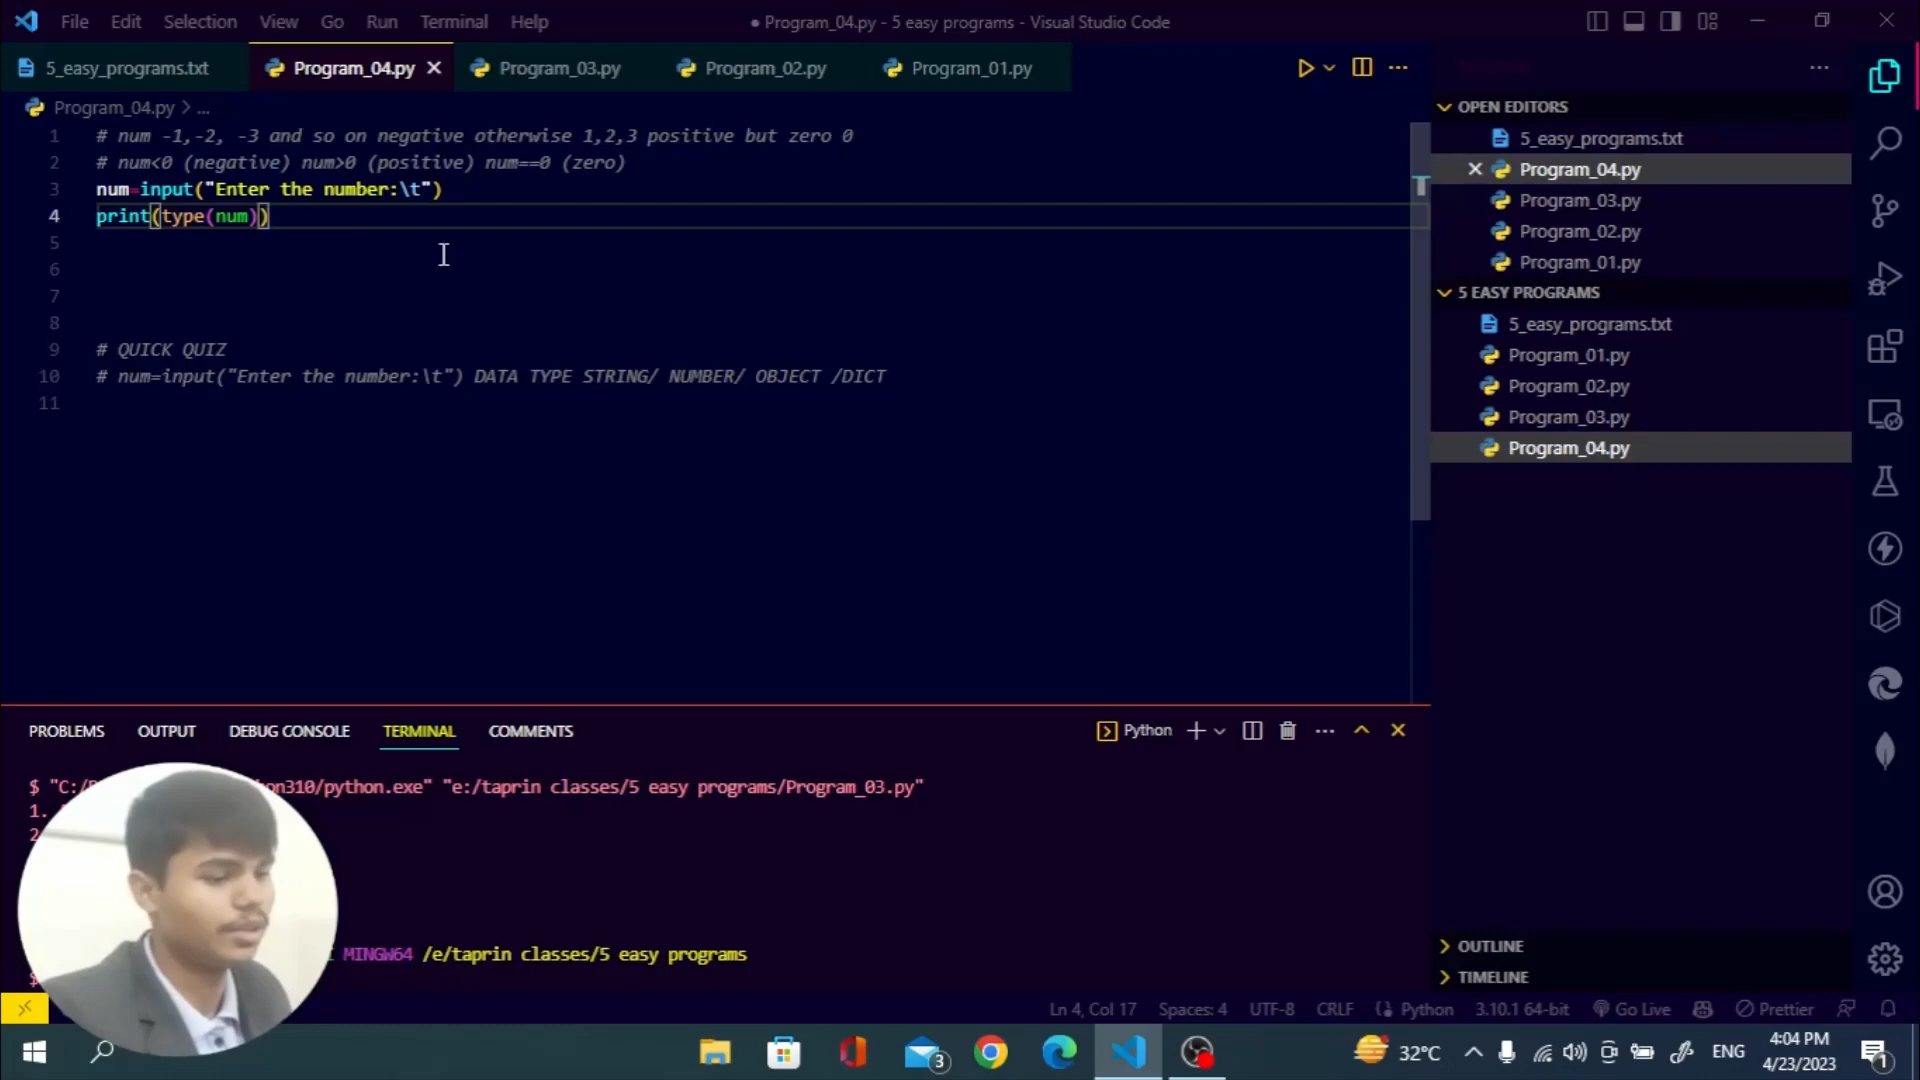 File Edit Selection View Go Run Terminal Help
● Program_04.py - 5 easy programs - Visual Studio Code
5_easy_programs.txt Program_04.py Program_03.py Program_02.py Program_01.py
Program_04.py > ...
1 # num -1,-2, -3 and so on negative otherwise 1,2,3 positive but zero 0
2 # num<0 (negative) num>0 (positive) num==0 (zero)
3 num=input("Enter the number:\t")
4 print(type(num))
5
6
7
8
9 # QUICK QUIZ
10 # num=input("Enter the number:\t") DATA TYPE STRING/ NUMBER/ OBJECT /DICT
11
OPEN EDITORS
5_easy_programs.txt
Program_04.py
Program_03.py
Program_02.py
Program_01.py
5 EASY PROGRAMS
5_easy_programs.txt
Program_01.py
Program_02.py
Program_03.py
Program_04.py
OUTLINE
TIMELINE
PROBLEMS OUTPUT DEBUG CONSOLE TERMINAL COMMENTS
Python
$ "C:/ 310/python.exe" "e:/taprin classes/5 easy programs/Program_03.py"
1.
2
MINGW64 /e/taprin classes/5 easy programs
$
Ln 4, Col 17 Spaces: 4 UTF-8 CRLF Python 3.10.1 64-bit Go Live Prettier
3 32°C ENG 4:04 PM
4/23/2023 1